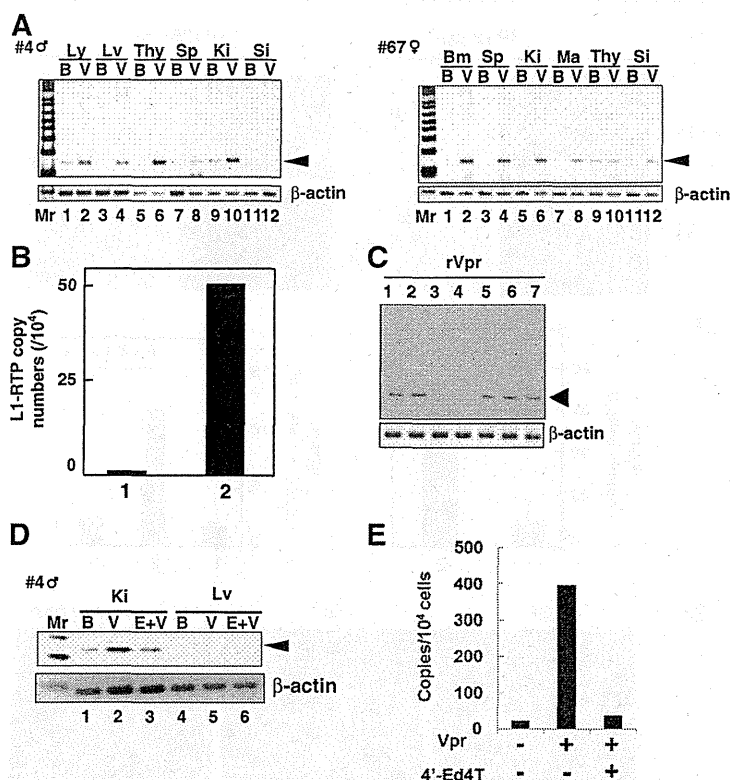 A
#4♂
Ly Lv Thy Sp Ki Si
B V B V B V B V B V B V
β-actin
Mr 1 2 3 4 5 6 7 8 9 10 11 12
#67♀
Bm Sp Ki Ma Thy Si
B V B V B V B V B V B V
β-actin
Mr 1 2 3 4 5 6 7 8 9 10 11 12
B
L1-RTP copy
numbers (/10⁴)
50
25
0
1 2
C
rVpr
1 2 3 4 5 6 7
β-actin
D
#4♂
Ki Lv
Mr B V E+V B V E+V
β-actin
1 2 3 4 5 6
E
Copies/10⁴ cells
500
400
300
200
100
0
Vpr - + +
4'-Ed4T - - +